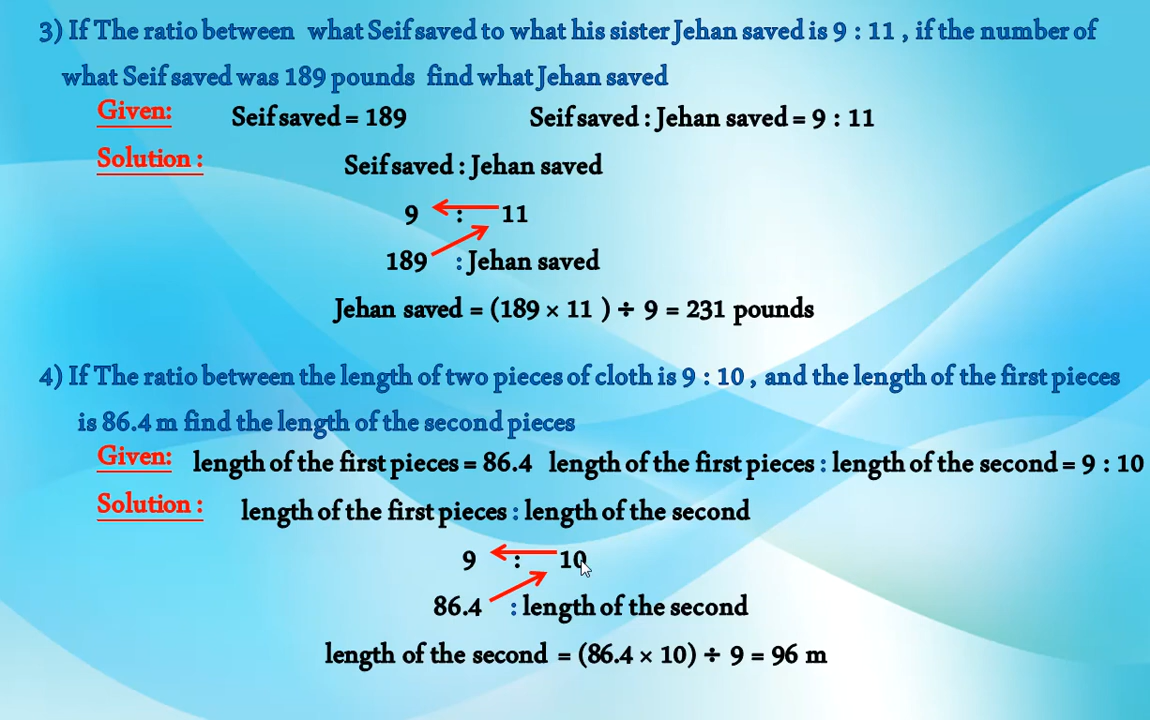 3) If The ratio between what Seif saved to what his sister Jehan saved is 9 : 11 , if the number of
what Seif saved was 189 pounds find what Jehan saved
Given: Seif saved = 189 Seif saved : Jehan saved = 9 : 11
Solution : Seif saved : Jehan saved
9 : 11
189 : Jehan saved
Jehan saved = (189 × 11 ) ÷ 9 = 231 pounds
4) If The ratio between the length of two pieces of cloth is 9 : 10 , and the length of the first pieces
is 86.4 m find the length of the second pieces
Given: length of the first pieces = 86.4 length of the first pieces : length of the second = 9 : 10
Solution : length of the first pieces : length of the second
9 : 10
86.4 : length of the second
length of the second = (86.4 × 10) ÷ 9 = 96 m